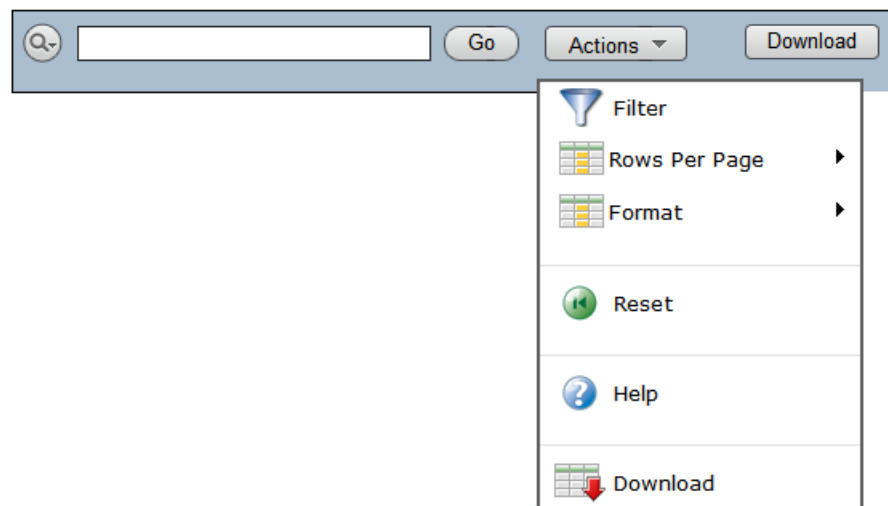 Go Actions Download
Filter
Rows Per Page
Format
Reset
Help
Download